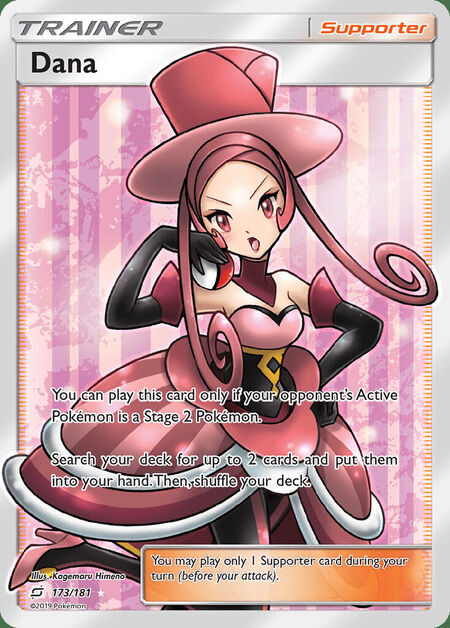 TRAINER
Supporter
Dana
You can play this card only if your opponent's Active
Pokémon is a Stage 2 Pokémon.
Search your deck for up to 2 cards and put them
into your hand. Then, shuffle your deck.
You may play only 1 Supporter card during your
turn (before your attack).
Illus. Kagemaru Himeno
173/181
©2019 Pokémon